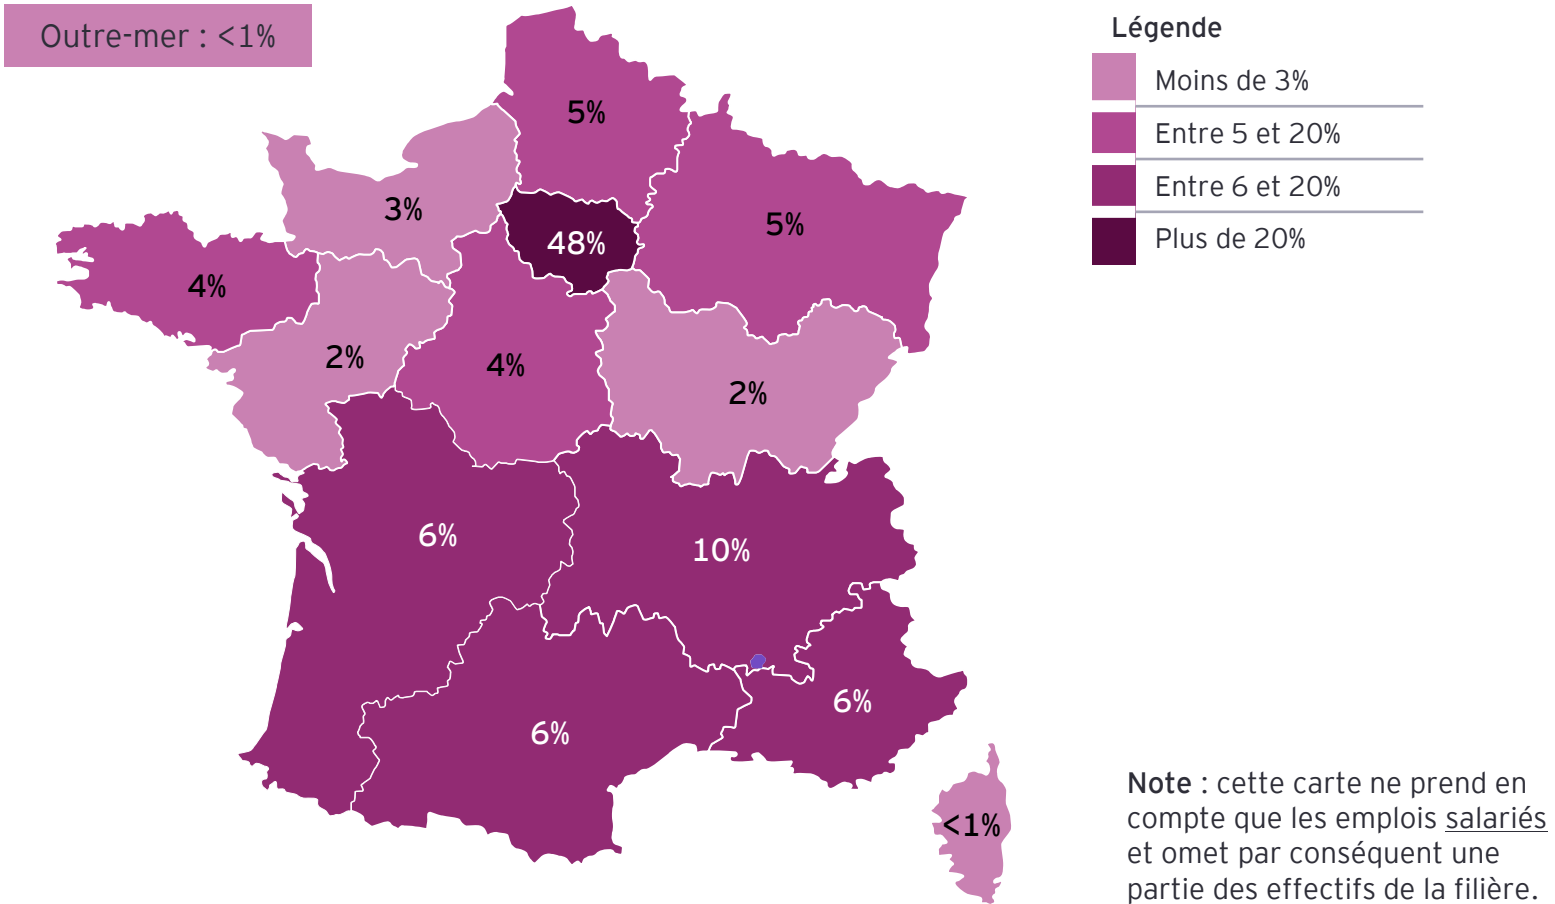 Outre-mer : <1%
Légende
Moins de 3%
Entre 5 et 20%
Entre 6 et 20%
Plus de 20%
5%
3%
48%
5%
4%
2%
4%
2%
6%
10%
6%
6%
<1%
Note : cette carte ne prend en
compte que les emplois salariés
et omet par conséquent une
partie des effectifs de la filière.